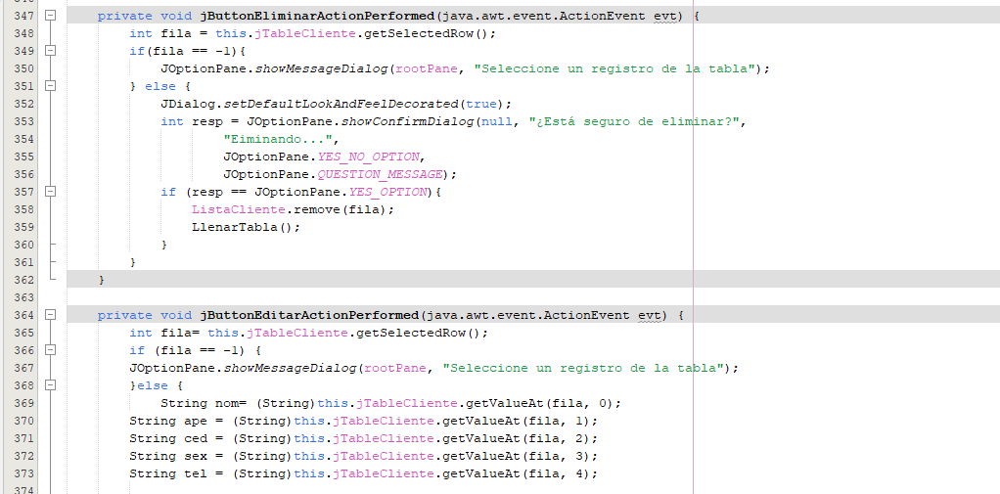 347 private void jButtonEliminarActionPerformed(java.awt.event.ActionEvent evt) {
348 int fila = this.jTableCliente.getSelectedRow();
349 if(fila == -1){
350 JOptionPane.showMessageDialog(rootPane, "Seleccione un registro de la tabla");
351 } else {
352 JDialog.setDefaultLookAndFeelDecorated(true);
353 int resp = JOptionPane.showConfirmDialog(null, "¿Está seguro de eliminar?",
354 "Eiminando...",
355 JOptionPane.YES_NO_OPTION,
356 JOptionPane.QUESTION_MESSAGE);
357 if (resp == JOptionPane.YES_OPTION){
358 ListaCliente.remove(fila);
359 LlenarTabla();
360 }
361 }
362 }
363
364 private void jButtonEditarActionPerformed(java.awt.event.ActionEvent evt) {
365 int fila= this.jTableCliente.getSelectedRow();
366 if (fila == -1) {
367 JOptionPane.showMessageDialog(rootPane, "Seleccione un registro de la tabla");
368 }else {
369 String nom= (String)this.jTableCliente.getValueAt(fila, 0);
370 String ape = (String)this.jTableCliente.getValueAt(fila, 1);
371 String ced = (String)this.jTableCliente.getValueAt(fila, 2);
372 String sex = (String)this.jTableCliente.getValueAt(fila, 3);
373 String tel = (String)this.jTableCliente.getValueAt(fila, 4);
374